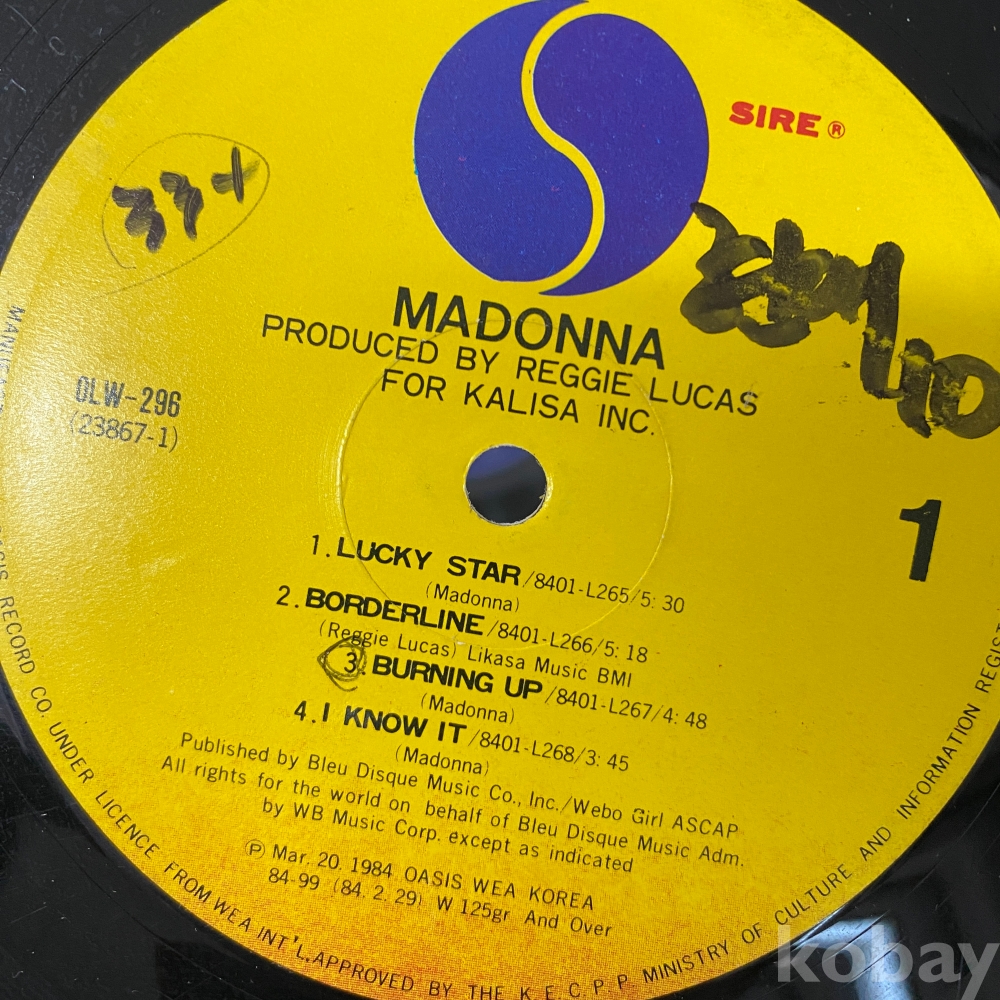 SIRE ®
33
MADONNA
PRODUCED BY REGGIE LUCAS
FOR KALISA INC.
OLW-296
(23867-1)
1
1. LUCKY STAR/8401-L265/5: 30
(Madonna)
2. BORDERLINE/8401-L266/5: 18
(Reggie Lucas) Likasa Music BMI
3. BURNING UP/8401-L267/4: 48
(Madonna)
4. I KNOW IT/8401-L268/3: 45
(Madonna)
Published by Bleu Disque Music Co., Inc./Webo Girl ASCAP
All rights for the world on behalf of Bleu Disque Music Adm.
by WB Music Corp. except as indicated
Ⓟ Mar. 20. 1984. OASIS WEA KOREA
84-99 (84. 2. 29) W 125gr And Over
RECORD CO. UNDER LICENCE FROM WEA INT'L. APPROVED BY THE K.E.C.P.P. MINISTRY OF CULTURE AND INFORMATION
kobay